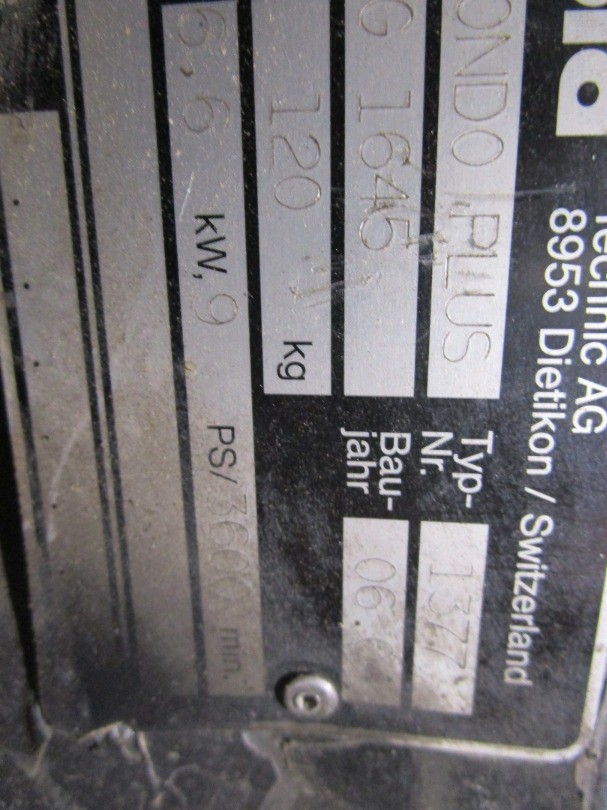 Technic AG
8953 Dietikon / Switzerland
ONDO PLUS Typ-Nr. 1377
G 1645 Bau-jahr 06
120 kg
6.6 kW, 9 PS/ 3600 min.